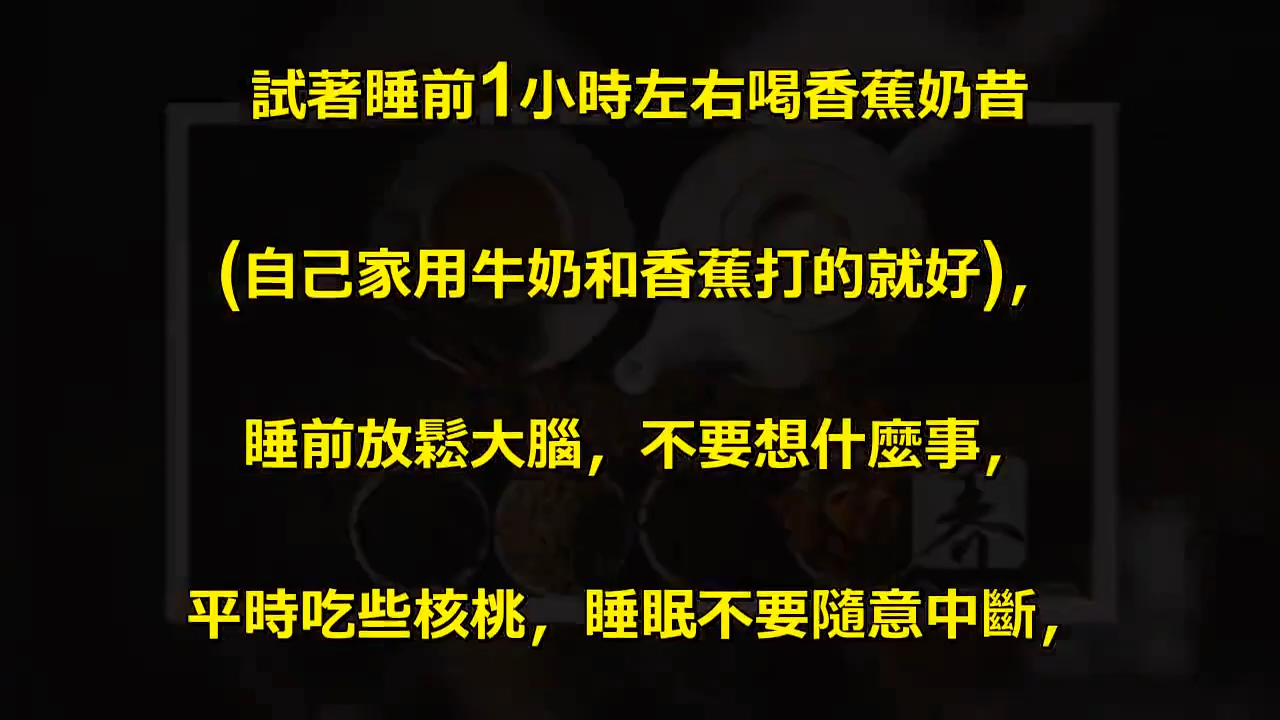 試著睡前1小時左右喝香蕉奶昔
(自己家用牛奶和香蕉打的就好)，
睡前放鬆大腦，不要想什麼事，
平時吃些核桃，睡眠不要隨意中斷，